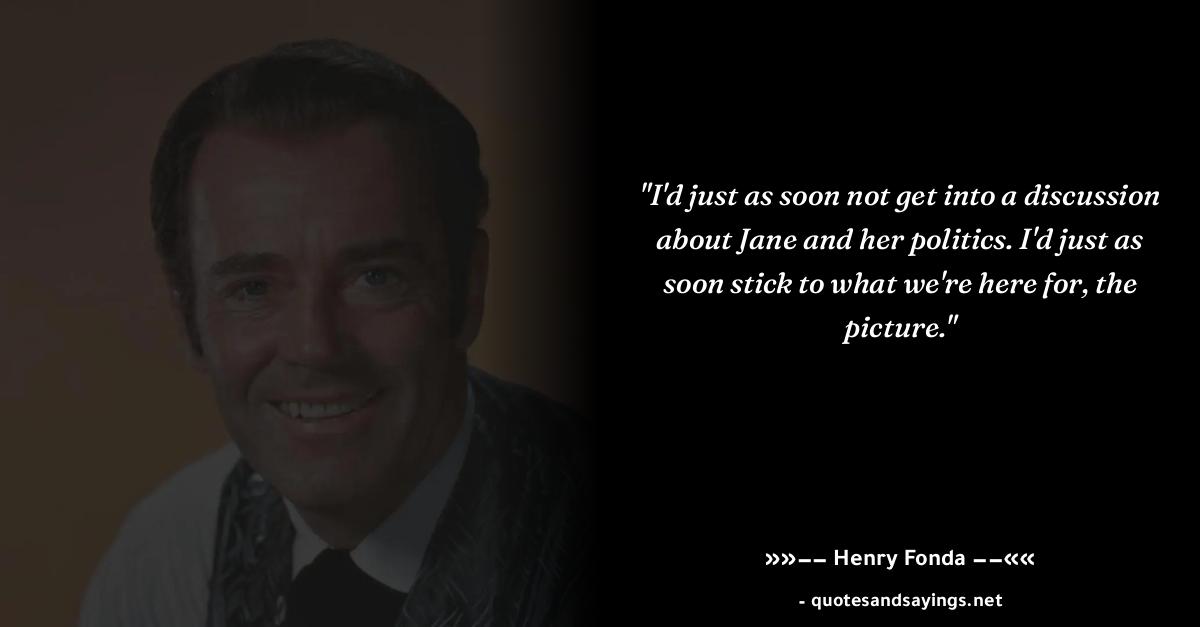 "I'd just as soon not get into a discussion
about Jane and her politics. I'd just as
soon stick to what we're here for, the
picture."
»»−− Henry Fonda −−««
- quotesandsayings.net